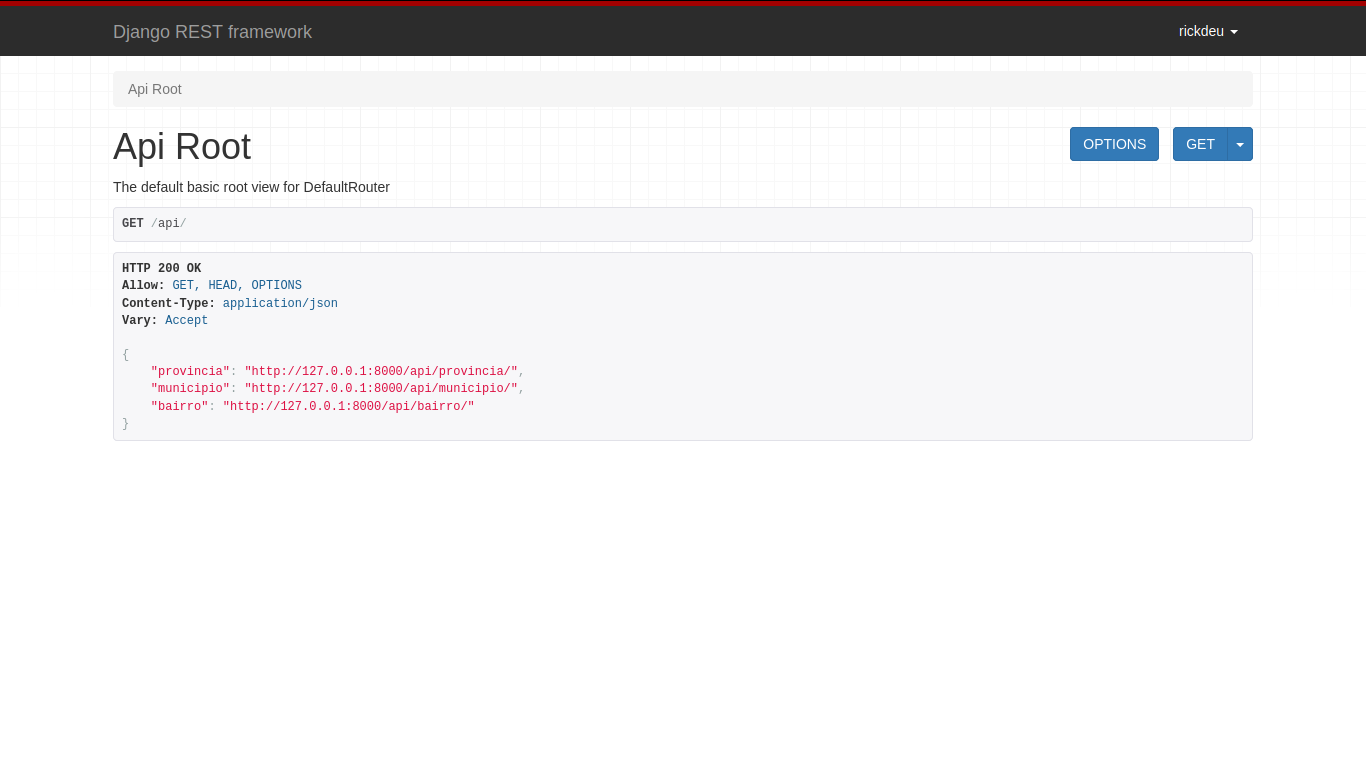 Django REST framework
rickdeu
Api Root
Api Root
OPTIONS
GET
The default basic root view for DefaultRouter
GET /api/
HTTP 200 OK
Allow: GET, HEAD, OPTIONS
Content-Type: application/json
Vary: Accept
{
    "provincia": "http://127.0.0.1:8000/api/provincia/",
    "municipio": "http://127.0.0.1:8000/api/municipio/",
    "bairro": "http://127.0.0.1:8000/api/bairro/"
}